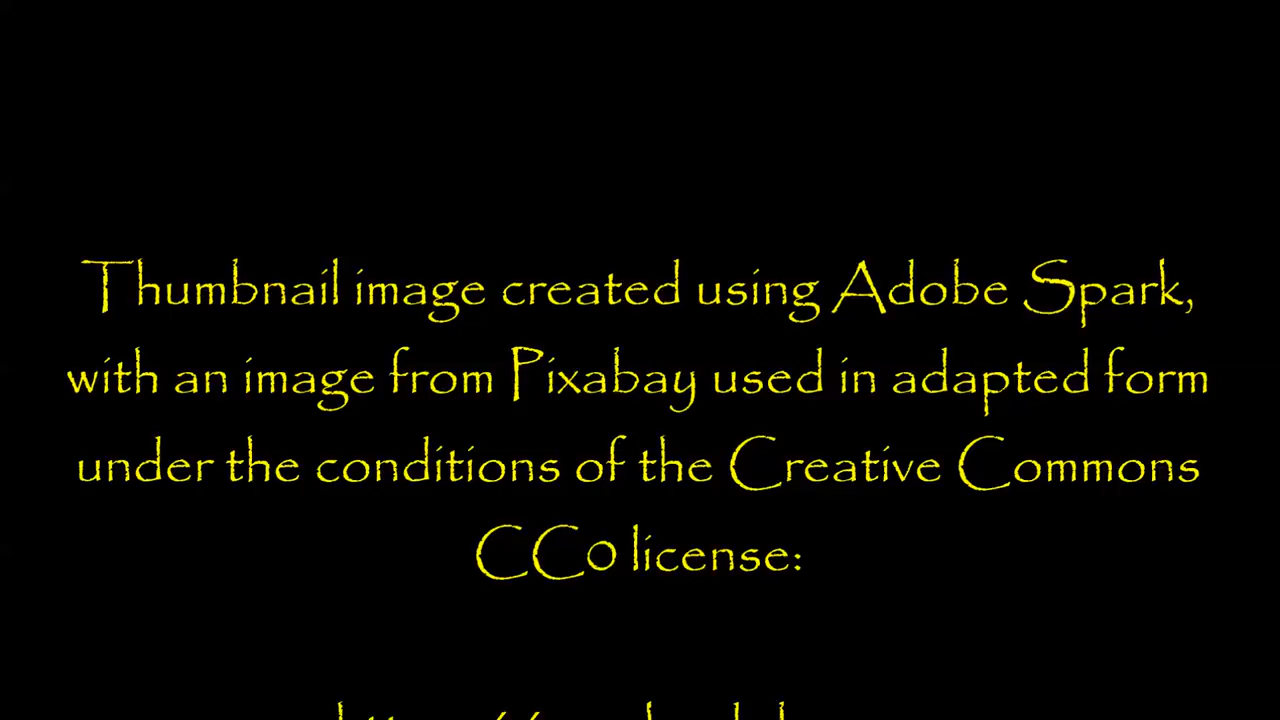 Thumbnail image created using Adobe Spark,
with an image from Pixabay used in adapted form
under the conditions of the Creative Commons
CC0 license: